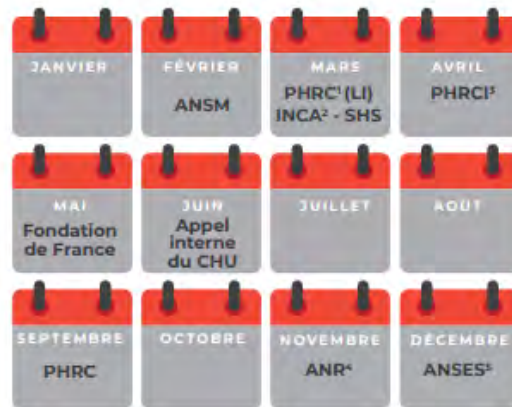 JANVIER
FÉVRIER
ANSM
MARS
PHRC¹ (LI)
INCA² - SHS
AVRIL
PHRCI³
MAI
Fondation
de France
JUIN
Appel
interne
du CHU
JUILLET
AOÛT
SEPTEMBRE
PHRC
OCTOBRE
NOVEMBRE
ANR⁴
DÉCEMBRE
ANSES⁵